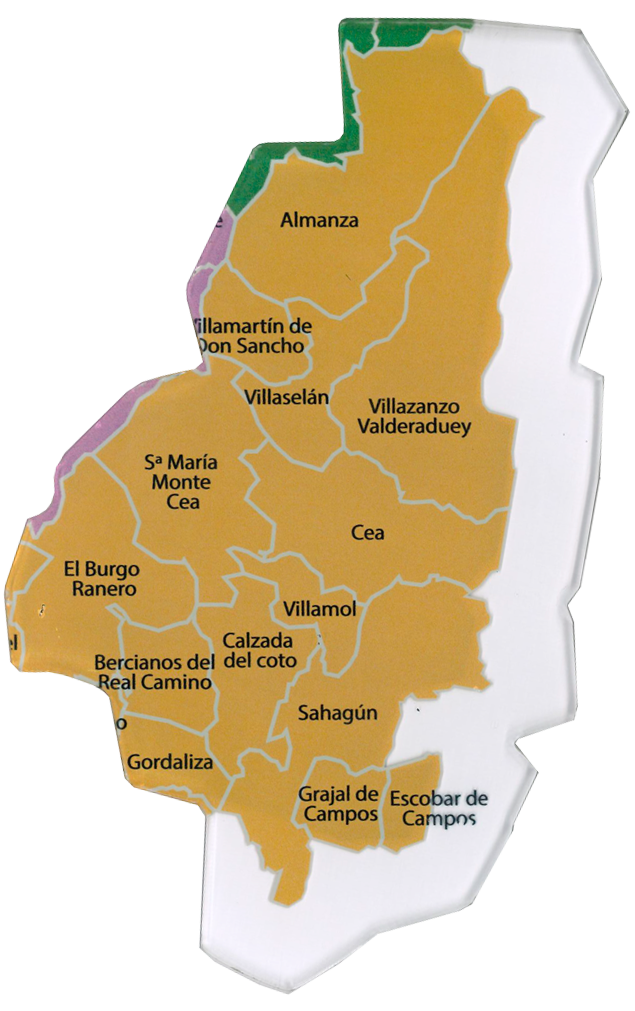 e
Almanza
illamartín de
Don Sancho
Villaselán
Villazanzo
Valderaduey
Sª María
Monte
Cea
Cea
El Burgo
Ranero
Villamol
el
Calzada
del coto
Bercianos del
Real Camino
Sahagún
o
Gordaliza
Grajal de
Campos
Escobar de
Campos